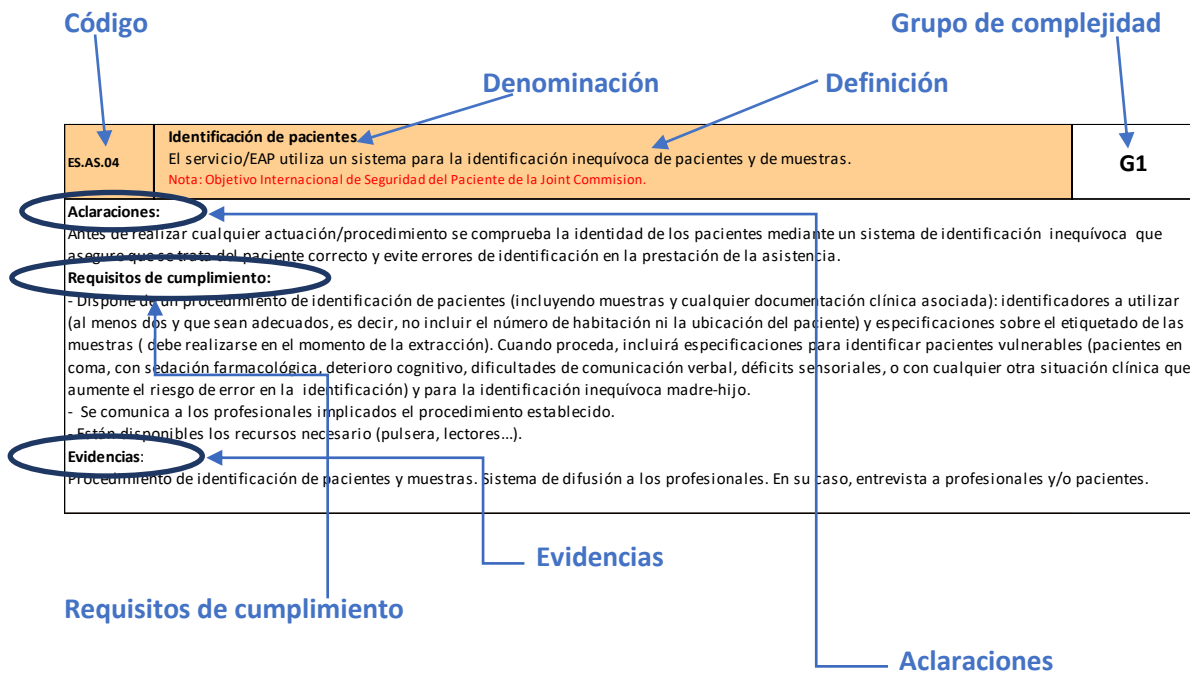 Código
Grupo de complejidad
Denominación
Definición
Identificación de pacientes
ES.AS.04
El servicio/EAP utiliza un sistema para la identificación inequívoca de pacientes y de muestras.
G1
Nota: Objetivo Internacional de Seguridad del Paciente de la Joint Commision.
Aclaraciones:
Antes de realizar cualquier actuación/procedimiento se comprueba la identidad de los pacientes mediante un sistema de identificación inequívoca que
asegure que se trata del paciente correcto y evite errores de identificación en la prestación de la asistencia.
Requisitos de cumplimiento:
- Dispone de un procedimiento de identificación de pacientes (incluyendo muestras y cualquier documentación clínica asociada): identificadores a utilizar
(al menos dos y que sean adecuados, es decir, no incluir el número de habitación ni la ubicación del paciente) y especificaciones sobre el etiquetado de las
muestras ( debe realizarse en el momento de la extracción). Cuando proceda, incluirá especificaciones para identificar pacientes vulnerables (pacientes en
coma, con sedación farmacológica, deterioro cognitivo, dificultades de comunicación verbal, déficits sensoriales, o con cualquier otra situación clínica que
aumente el riesgo de error en la identificación) y para la identificación inequívoca madre-hijo.
- Se comunica a los profesionales implicados el procedimiento establecido.
- Están disponibles los recursos necesario (pulsera, lectores...).
Evidencias:
Procedimiento de identificación de pacientes y muestras. Sistema de difusión a los profesionales. En su caso, entrevista a profesionales y/o pacientes.
Evidencias
Requisitos de cumplimiento
Aclaraciones